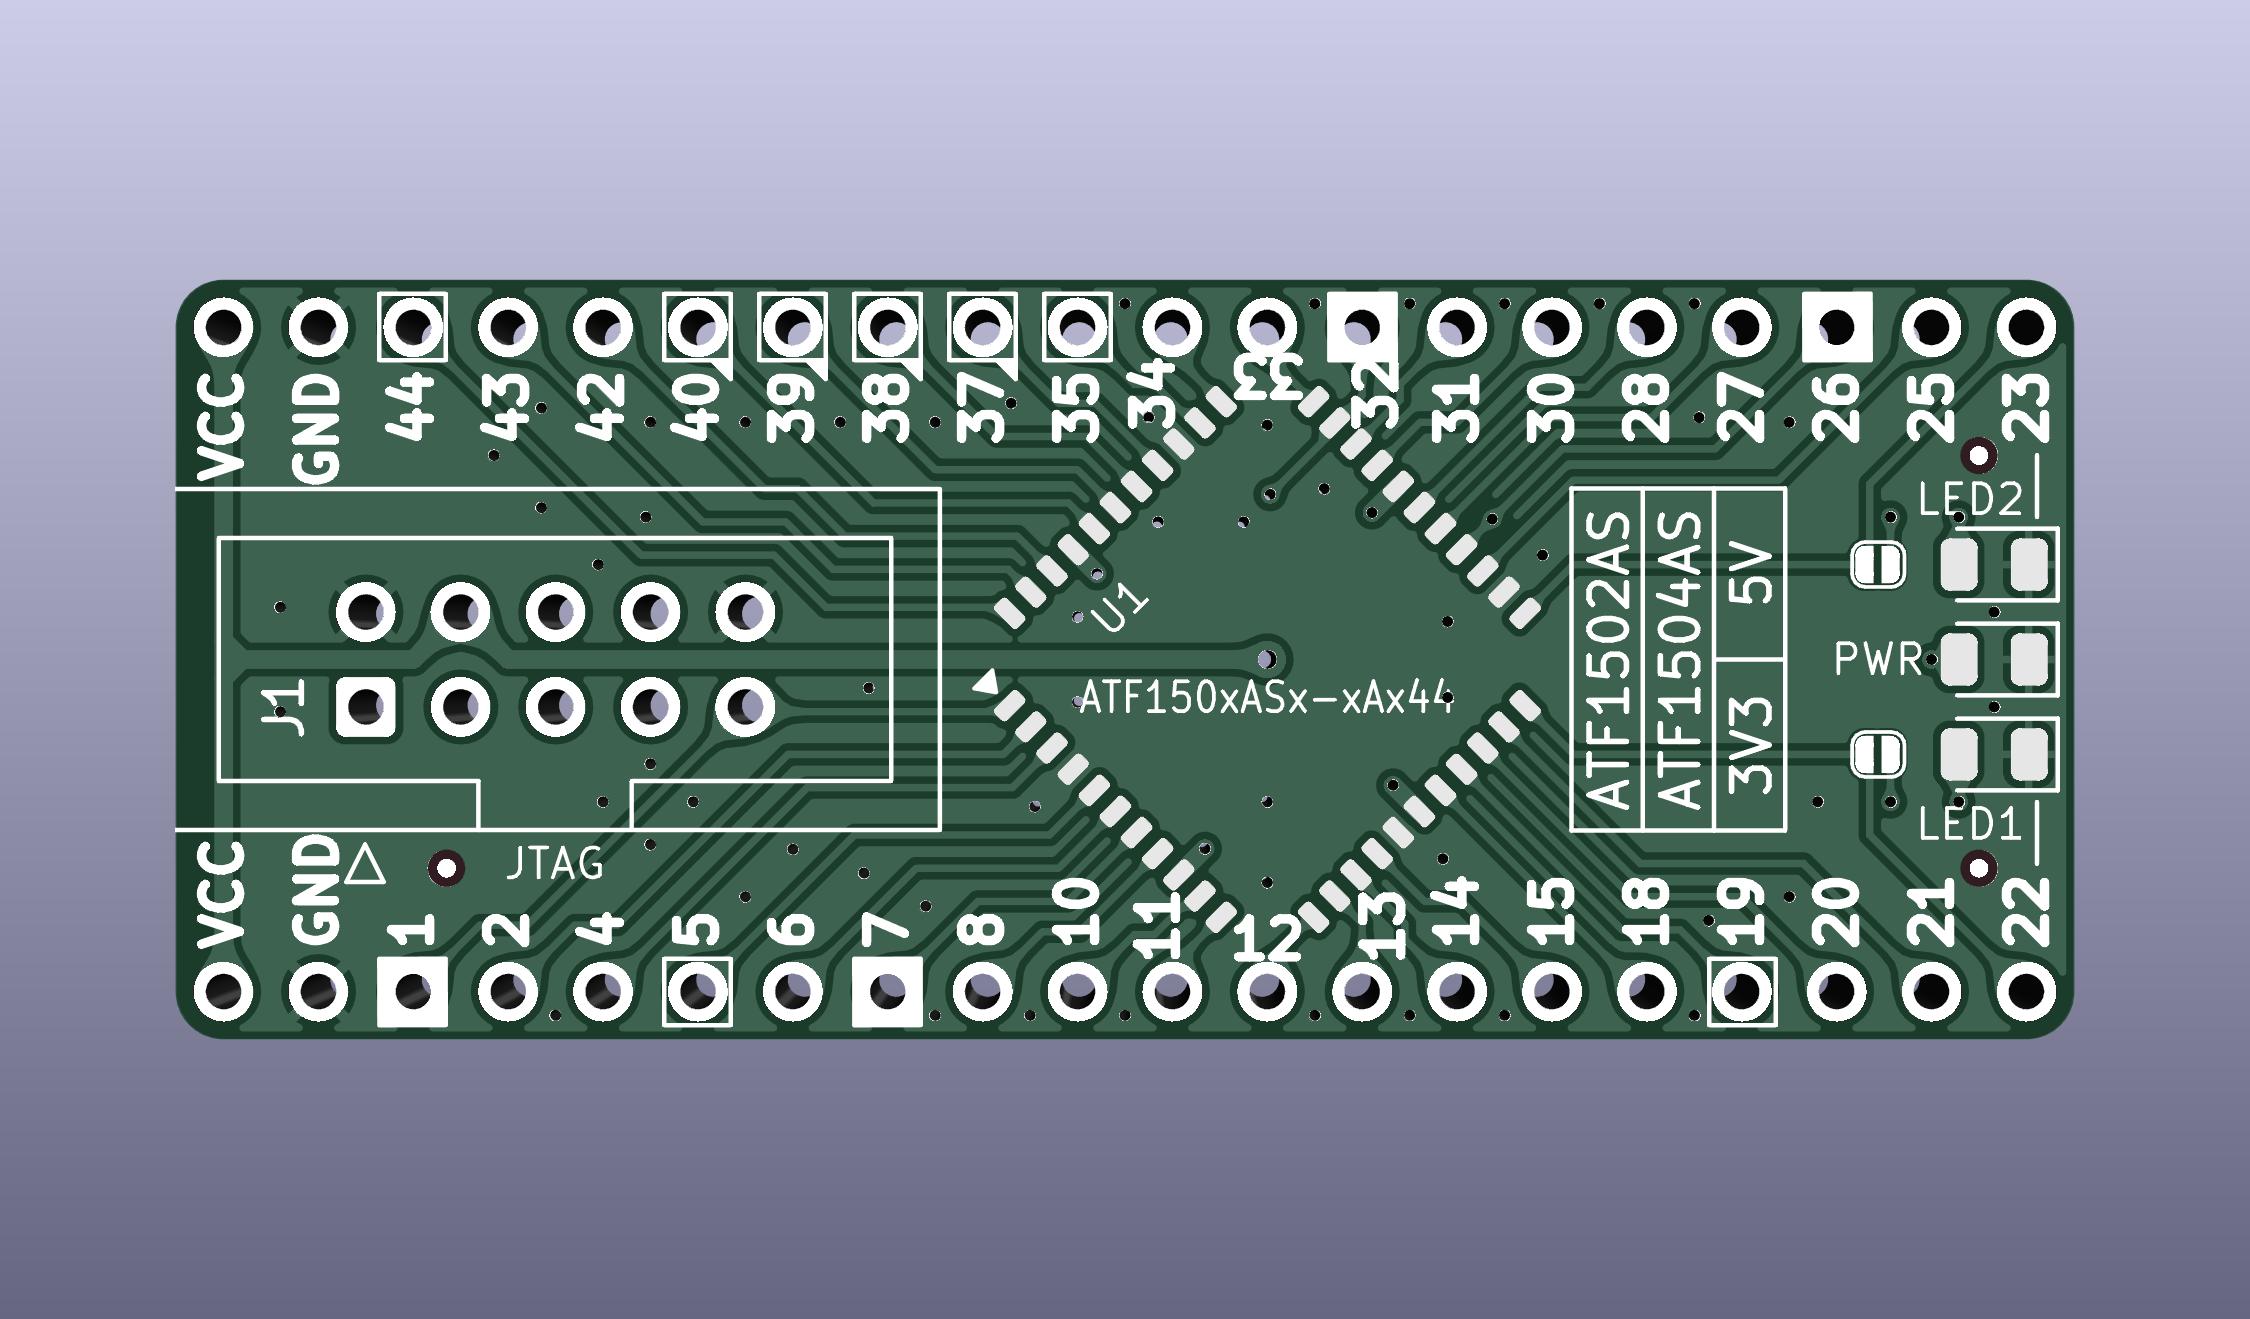 VCC GND 44 43 42 40 39 38 37 35 34 33 32 31 30 28 27 26 25 23
LED2
U1
ATF1502AS
ATF1504AS
3V3 5V
PWR
J1
ATF150xASx-xAx44
LED1
JTAG
VCC GND 1 2 4 5 6 7 8 10 11 12 13 14 15 18 19 20 21 22